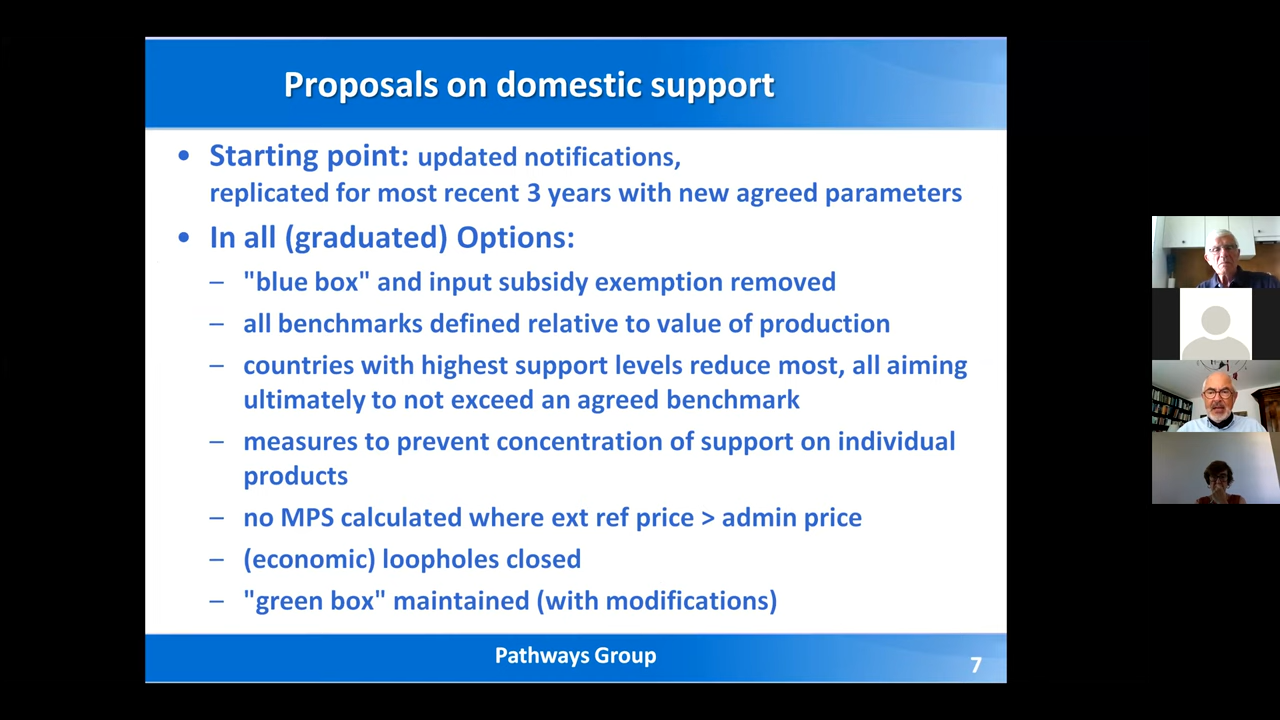 Proposals on domestic support
• Starting point: updated notifications,
replicated for most recent 3 years with new agreed parameters
• In all (graduated) Options:
– "blue box" and input subsidy exemption removed
– all benchmarks defined relative to value of production
– countries with highest support levels reduce most, all aiming
ultimately to not exceed an agreed benchmark
– measures to prevent concentration of support on individual
products
– no MPS calculated where ext ref price > admin price
– (economic) loopholes closed
– "green box" maintained (with modifications)
Pathways Group
7